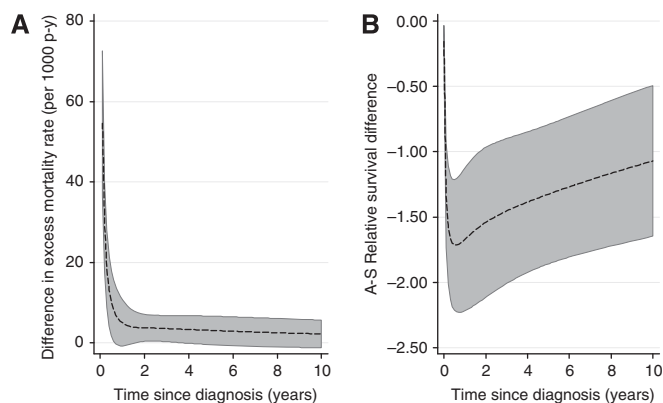 A
Difference in excess mortality rate (per 1000 p-y)
80
60
40
20
0
0 2 4 6 8 10
Time since diagnosis (years)
B
A-S Relative survival difference
0.00
−0.50
−1.00
−1.50
−2.00
−2.50
0 2 4 6 8 10
Time since diagnosis (years)